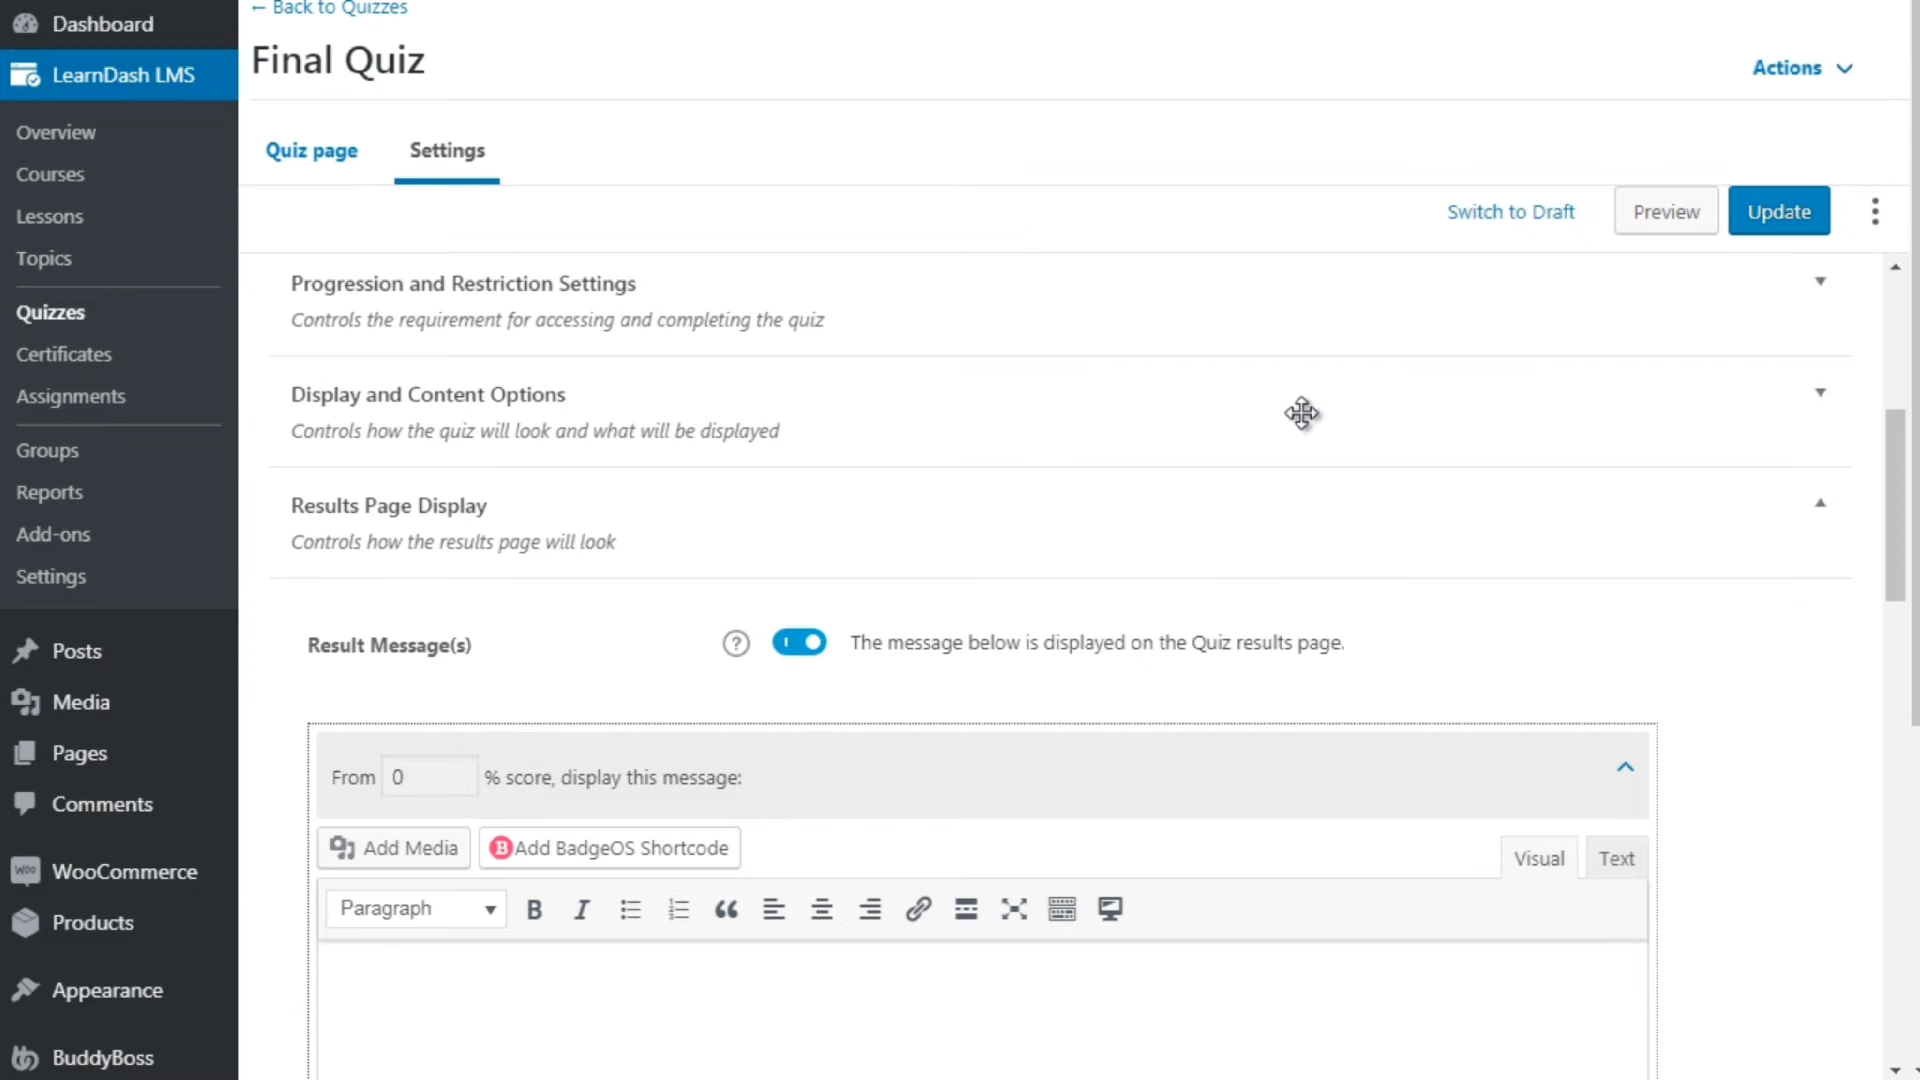 Dashboard
LearnDash LMS
Overview
Courses
Lessons
Topics
Quizzes
Certificates
Assignments
Groups
Reports
Add-ons
Settings
Posts
Media
Pages
Comments
WooCommerce
Products
Appearance
BuddyBoss
← Back to Quizzes
Final Quiz
Actions
Quiz page Settings
Switch to Draft Preview Update
Progression and Restriction Settings
Controls the requirement for accessing and completing the quiz
Display and Content Options
Controls how the quiz will look and what will be displayed
Results Page Display
Controls how the results page will look
Result Message(s) ? The message below is displayed on the Quiz results page.
From 0 % score, display this message:
Add Media B Add BadgeOS Shortcode
Visual Text
Paragraph B I